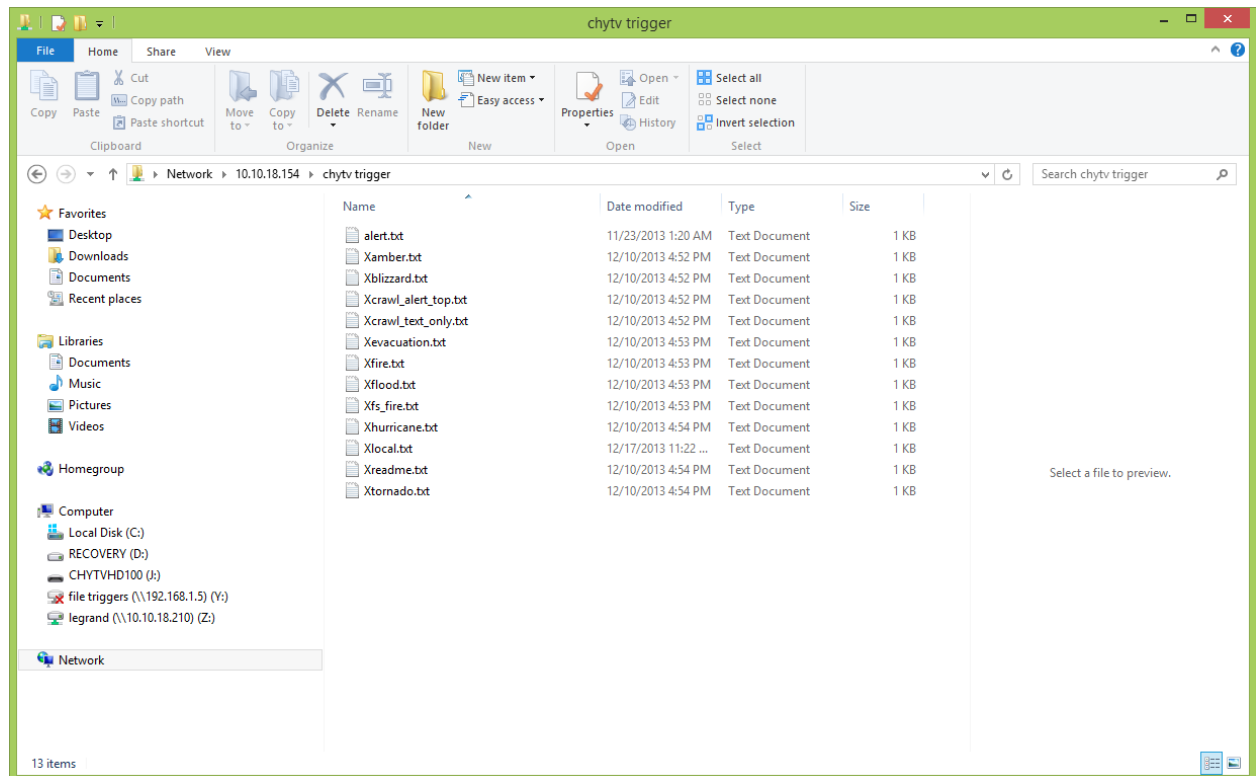 chytv trigger
File Home Share View
Copy
Paste
Cut
Copy path
Paste shortcut
Clipboard
Move to
Copy to
Delete
Rename
Organize
New folder
New item
Easy access
New
Properties
Open
Edit
History
Open
Select all
Select none
Invert selection
Select
Network 10.10.18.154 chytv trigger
Search chytv trigger
Favorites
Desktop
Downloads
Documents
Recent places
Libraries
Documents
Music
Pictures
Videos
Homegroup
Computer
Local Disk (C:)
RECOVERY (D:)
CHYTVHD100 (J:)
file triggers (\\192.168.1.5) (Y:)
legrand (\\10.10.18.210) (Z:)
Network
Name Date modified Type Size
alert.txt 11/23/2013 1:20 AM Text Document 1 KB
Xamber.txt 12/10/2013 4:52 PM Text Document 1 KB
Xblizzard.txt 12/10/2013 4:52 PM Text Document 1 KB
Xcrawl_alert_top.txt 12/10/2013 4:52 PM Text Document 1 KB
Xcrawl_text_only.txt 12/10/2013 4:52 PM Text Document 1 KB
Xevacuation.txt 12/10/2013 4:53 PM Text Document 1 KB
Xfire.txt 12/10/2013 4:53 PM Text Document 1 KB
Xflood.txt 12/10/2013 4:53 PM Text Document 1 KB
Xfs_fire.txt 12/10/2013 4:53 PM Text Document 1 KB
Xhurricane.txt 12/10/2013 4:54 PM Text Document 1 KB
Xlocal.txt 12/17/2013 11:22 ... Text Document 1 KB
Xreadme.txt 12/10/2013 4:54 PM Text Document 1 KB
Xtornado.txt 12/10/2013 4:54 PM Text Document 1 KB
Select a file to preview.
13 items